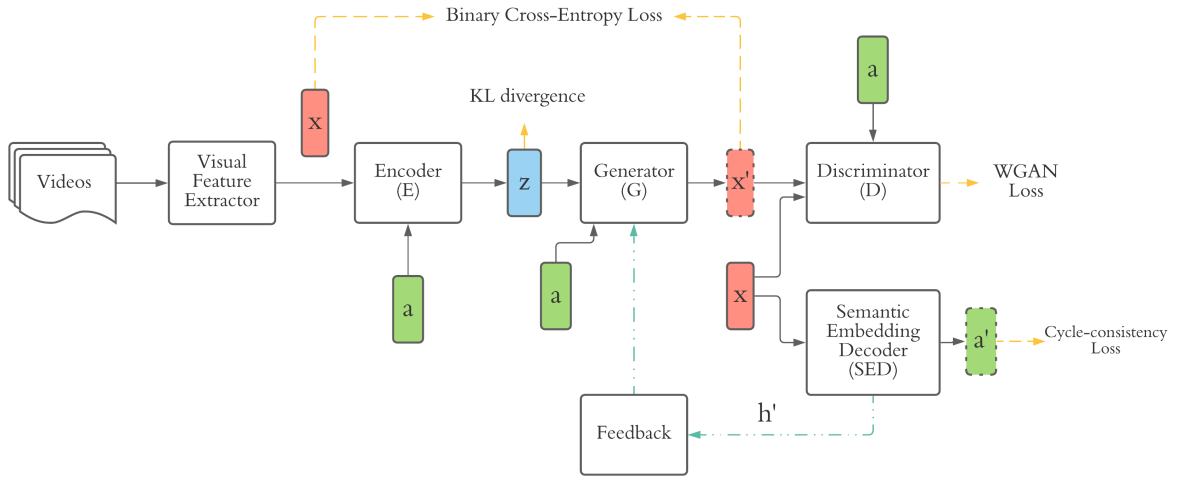 Binary Cross-Entropy Loss
a
KL divergence
x
Videos
Visual
Feature
Extractor
Encoder
(E)
z
Generator
(G)
x'
Discriminator
(D)
WGAN
Loss
a
a
x
Semantic
Embedding
Decoder
(SED)
a'
Cycle-consistency
Loss
h'
Feedback